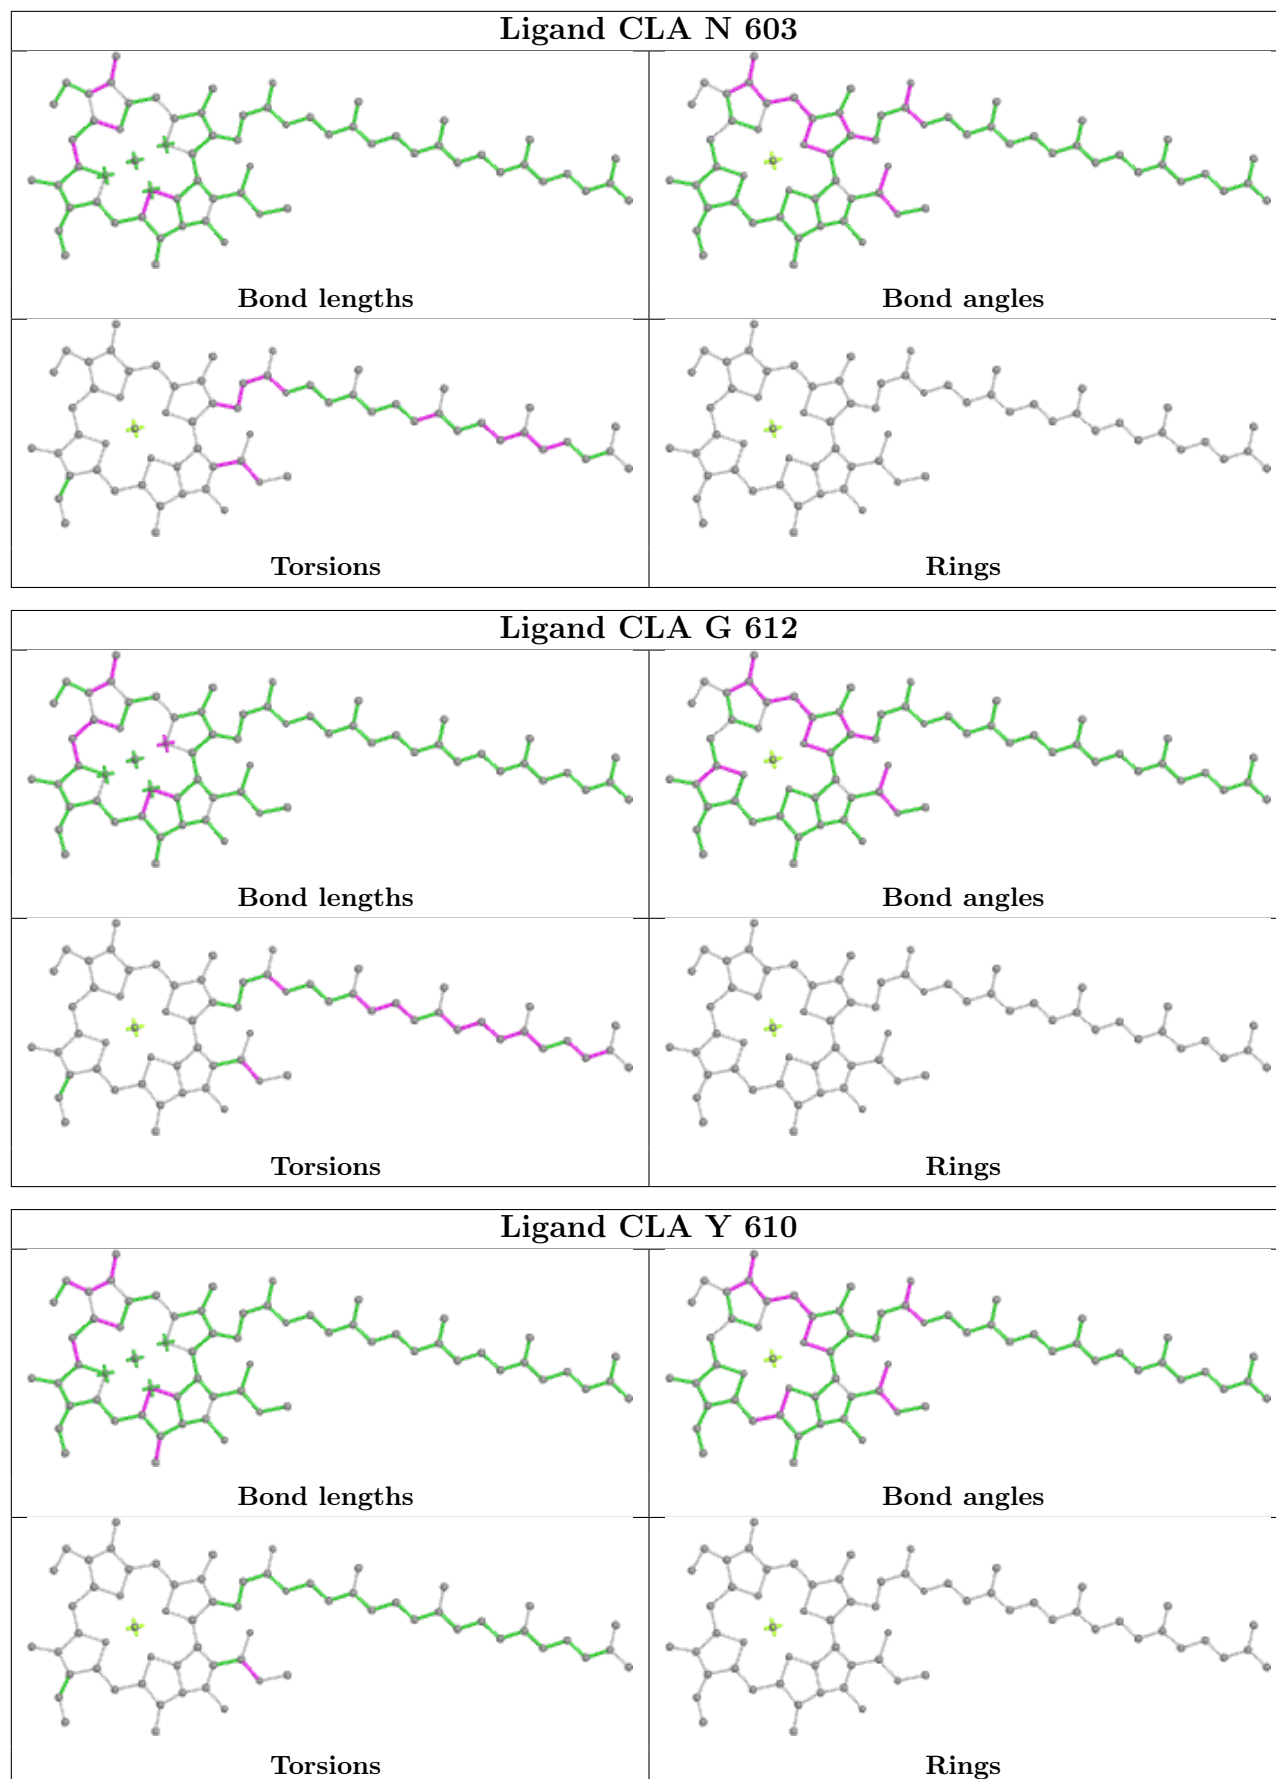 Ligand CLA N 603
Bond lengths
Bond angles
Torsions
Rings
Ligand CLA G 612
Bond lengths
Bond angles
Torsions
Rings
Ligand CLA Y 610
Bond lengths
Bond angles
Torsions
Rings